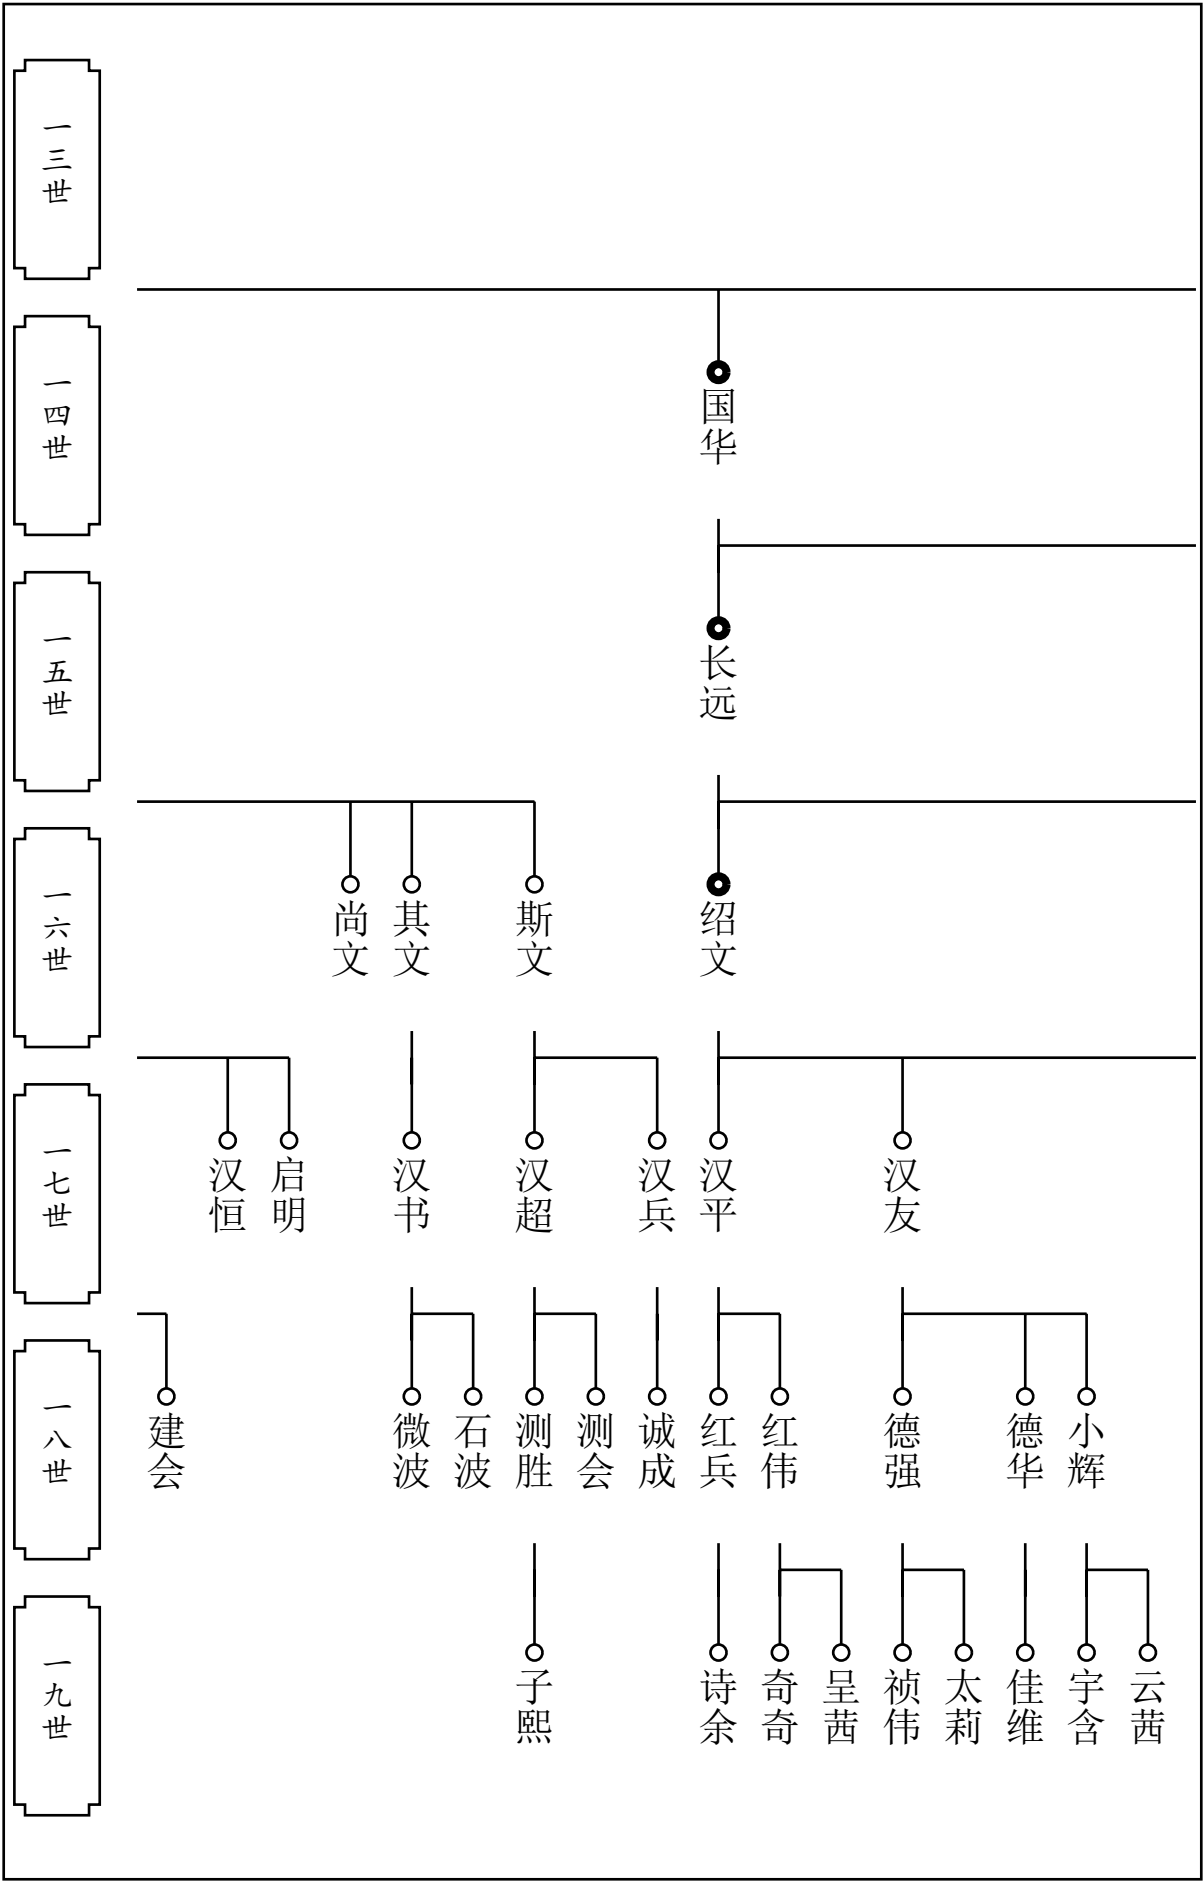 一三世
一四世
国华
一五世
长远
一六世
尚文
其文
斯文
绍文
一七世
汉恒
启明
汉书
汉超
汉兵
汉平
汉友
一八世
建会
微波
石波
测胜
测会
诚成
红兵
红伟
德强
德华
小辉
一九世
子熙
诗余
奇奇
呈茜
祯伟
太莉
佳维
宇含
云茜